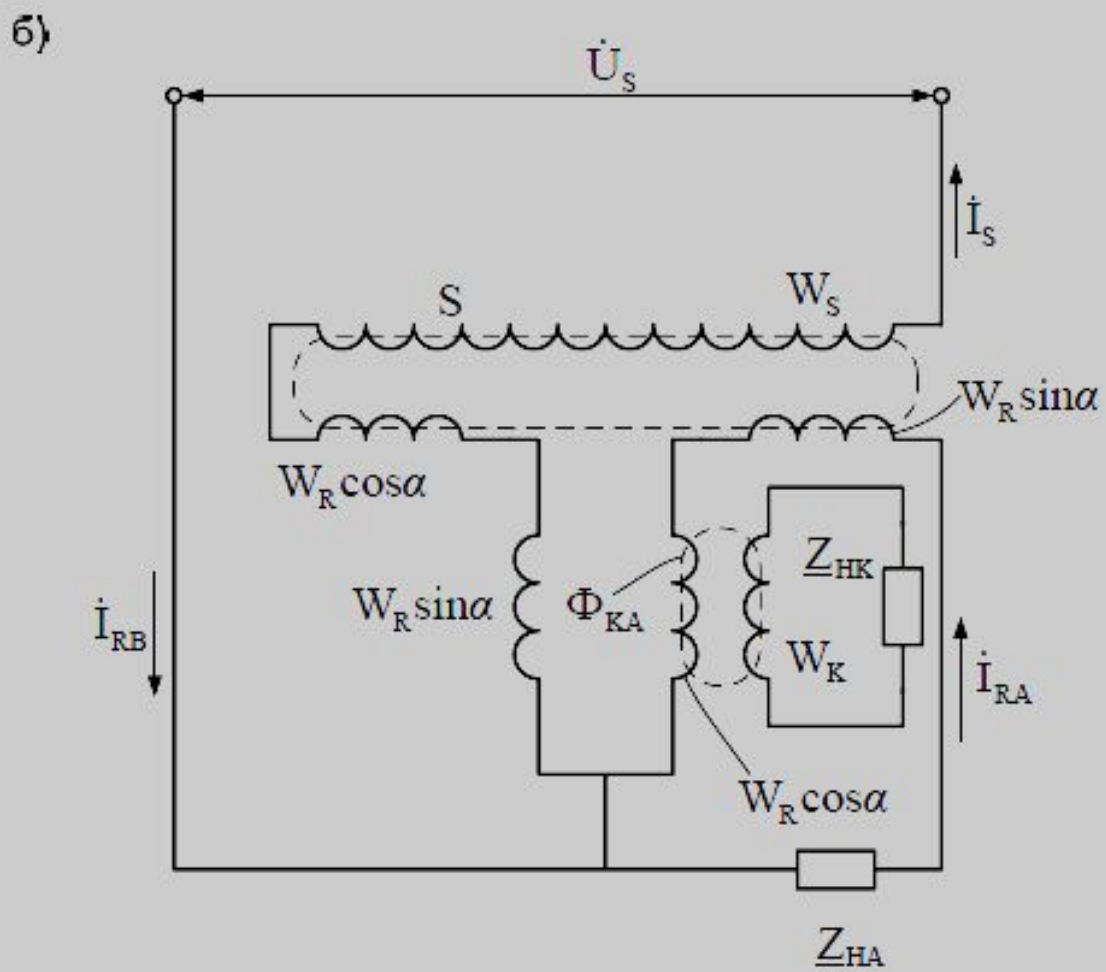 б)
U̇S
İS
S
WS
WR sinα
WR cosα
ZHK
WR sinα
ΦKA
İRB
WK
İRA
WR cosα
ZHA